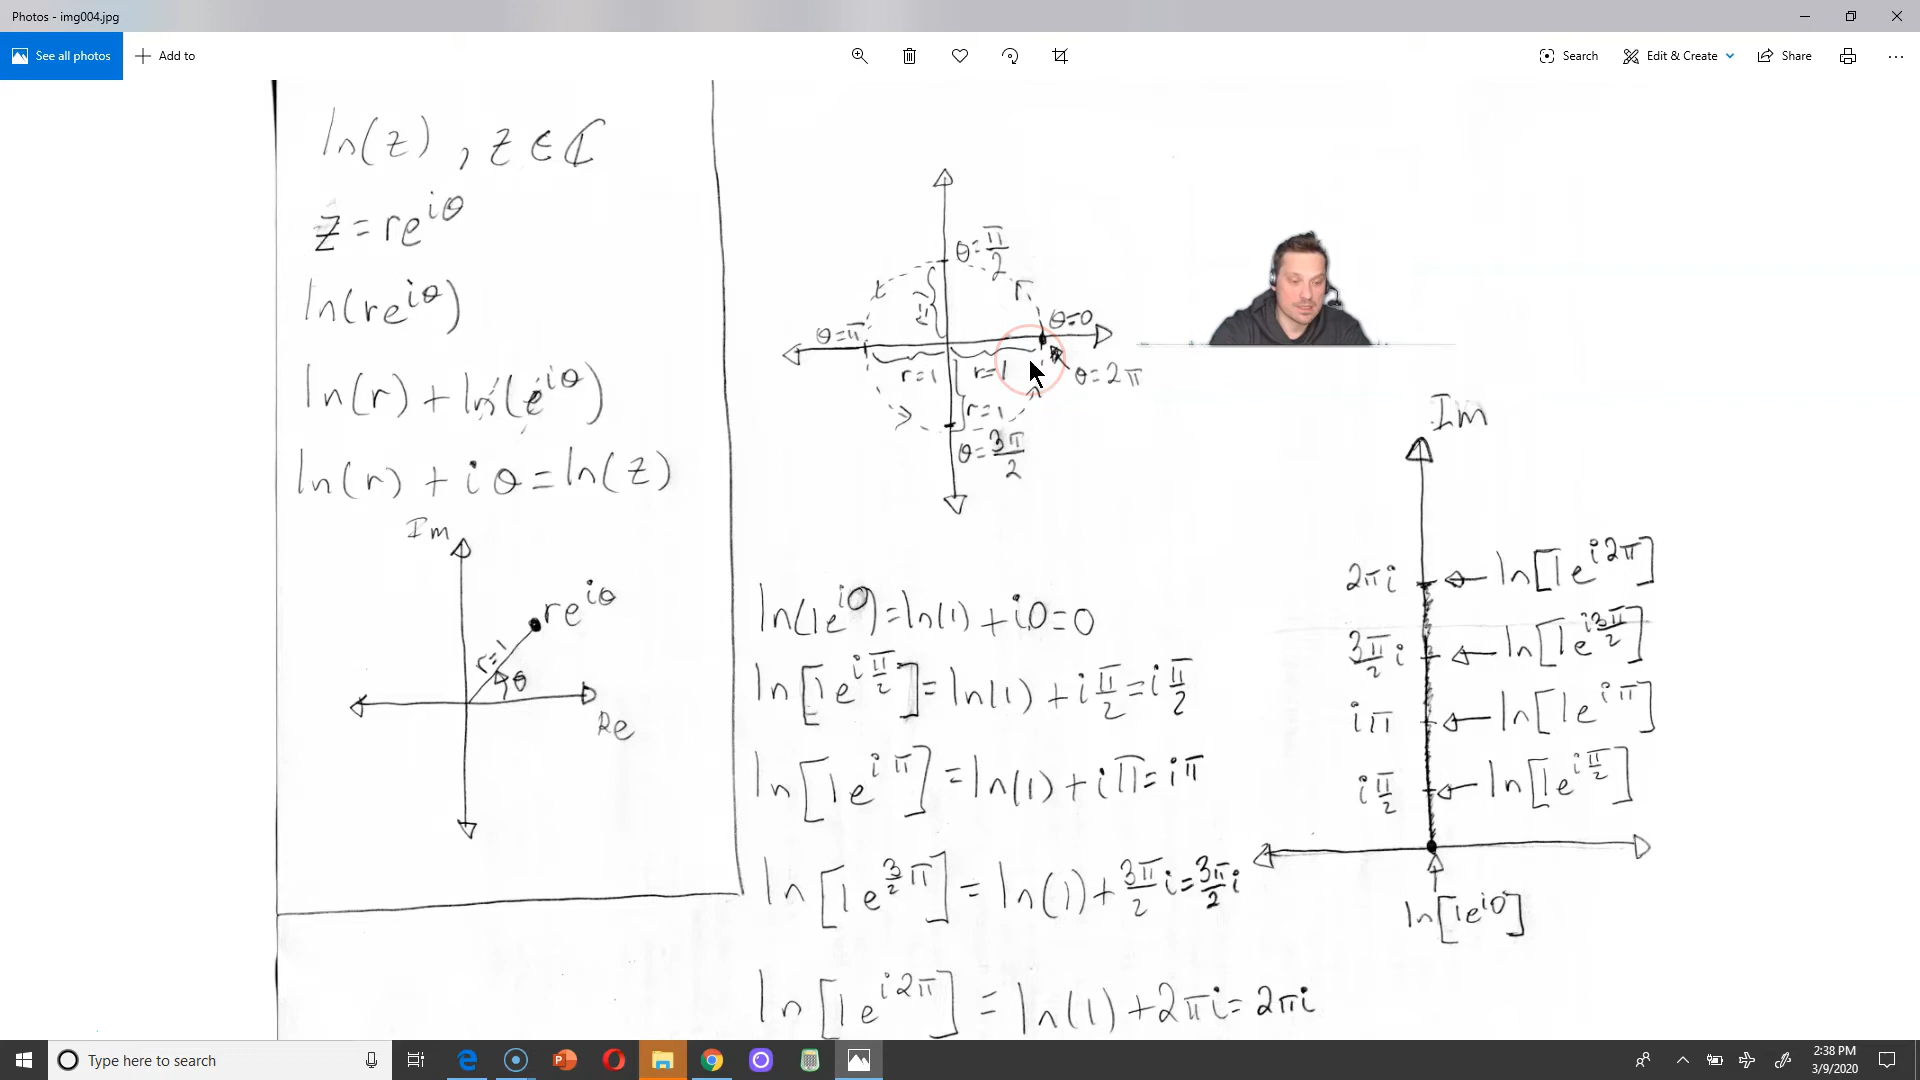 Photos - img004.jpg
See all photos
Add to
Search
Edit & Create
Share
ln(z), z ∈ ℂ
z = re^{iθ}
ln(re^{iθ})
ln(r) + ln(e^{iθ})
ln(r) + iθ = ln(z)
Im
re^{iθ}
r=1
θ
Re
θ=π/2
r=1
θ=π
θ=0
r=1
r=1
θ=2π
r=1
θ=3π/2
ln(1e^{i0}) = ln(1) + i0 = 0
ln[1e^{iπ/2}] = ln(1) + iπ/2 = iπ/2
ln[1e^{iπ}] = ln(1) + iπ = iπ
ln[1e^{3/2 π}] = ln(1) + 3π/2 i = 3π/2 i
ln[1e^{i2π}] = ln(1) + 2πi = 2πi
Im
2πi ← ln[1e^{i2π}]
3π/2 i ← ln[1e^{i3π/2}]
iπ ← ln[1e^{iπ}]
iπ/2 ← ln[1e^{iπ/2}]
ln[1e^{i0}]
Type here to search
2:38 PM
3/9/2020